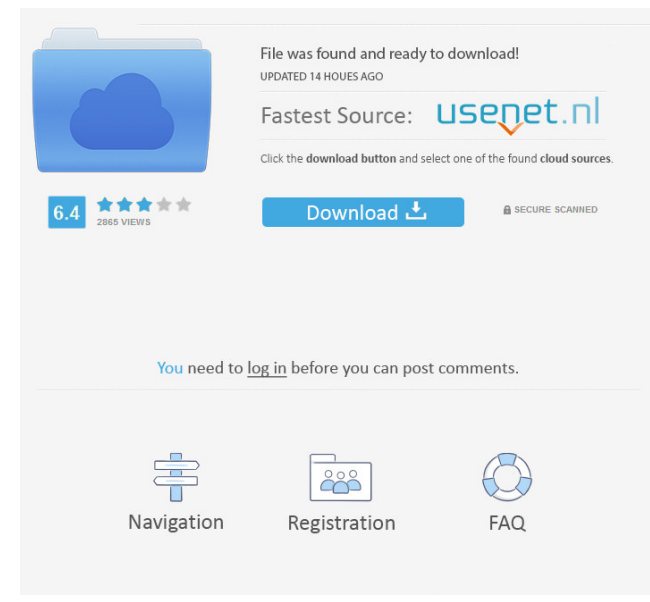 File was found and ready to download!
UPDATED 14 HOUES AGO
Fastest Source: usenet.nl
Click the download button and select one of the found cloud sources.
6.4
2865 VIEWS
Download
SECURE SCANNED
You need to log in before you can post comments.
Navigation
Registration
FAQ